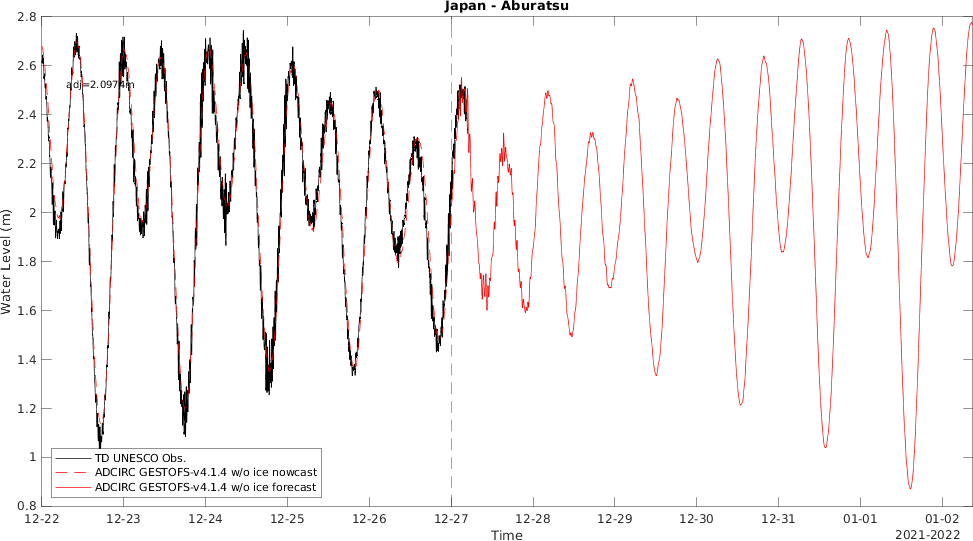 Japan - Aburatsu
2.8
2.6
2.4
2.2
2
1.8
1.6
1.4
1.2
1
0.8
Water Level (m)
adj=2.0974m
TD UNESCO Obs.
ADCIRC GESTOFS-v4.1.4 w/o ice nowcast
ADCIRC GESTOFS-v4.1.4 w/o ice forecast
12-22 12-23 12-24 12-25 12-26 12-27 12-28 12-29 12-30 12-31 01-01 01-02
Time
2021-2022